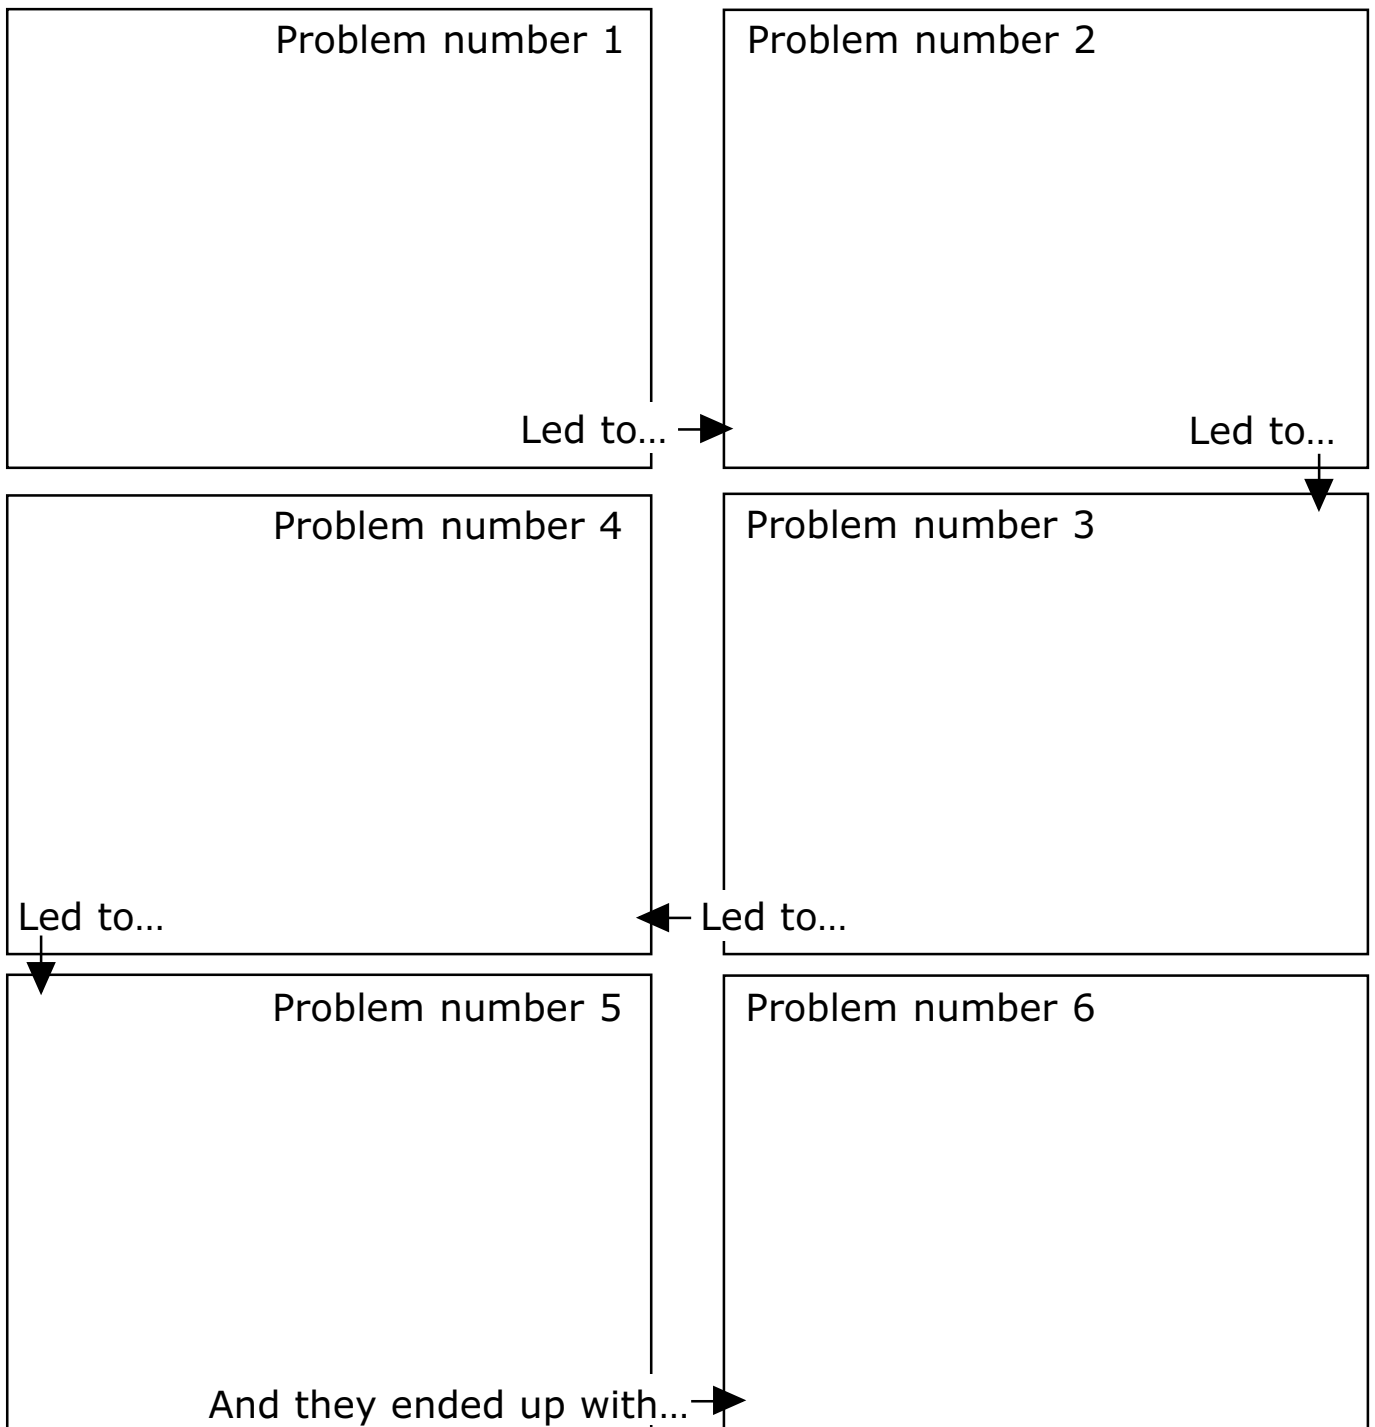 Problem number 1
Problem number 2
Led to...
Led to...
Problem number 4
Problem number 3
Led to...
Led to...
Problem number 5
Problem number 6
And they ended up with...